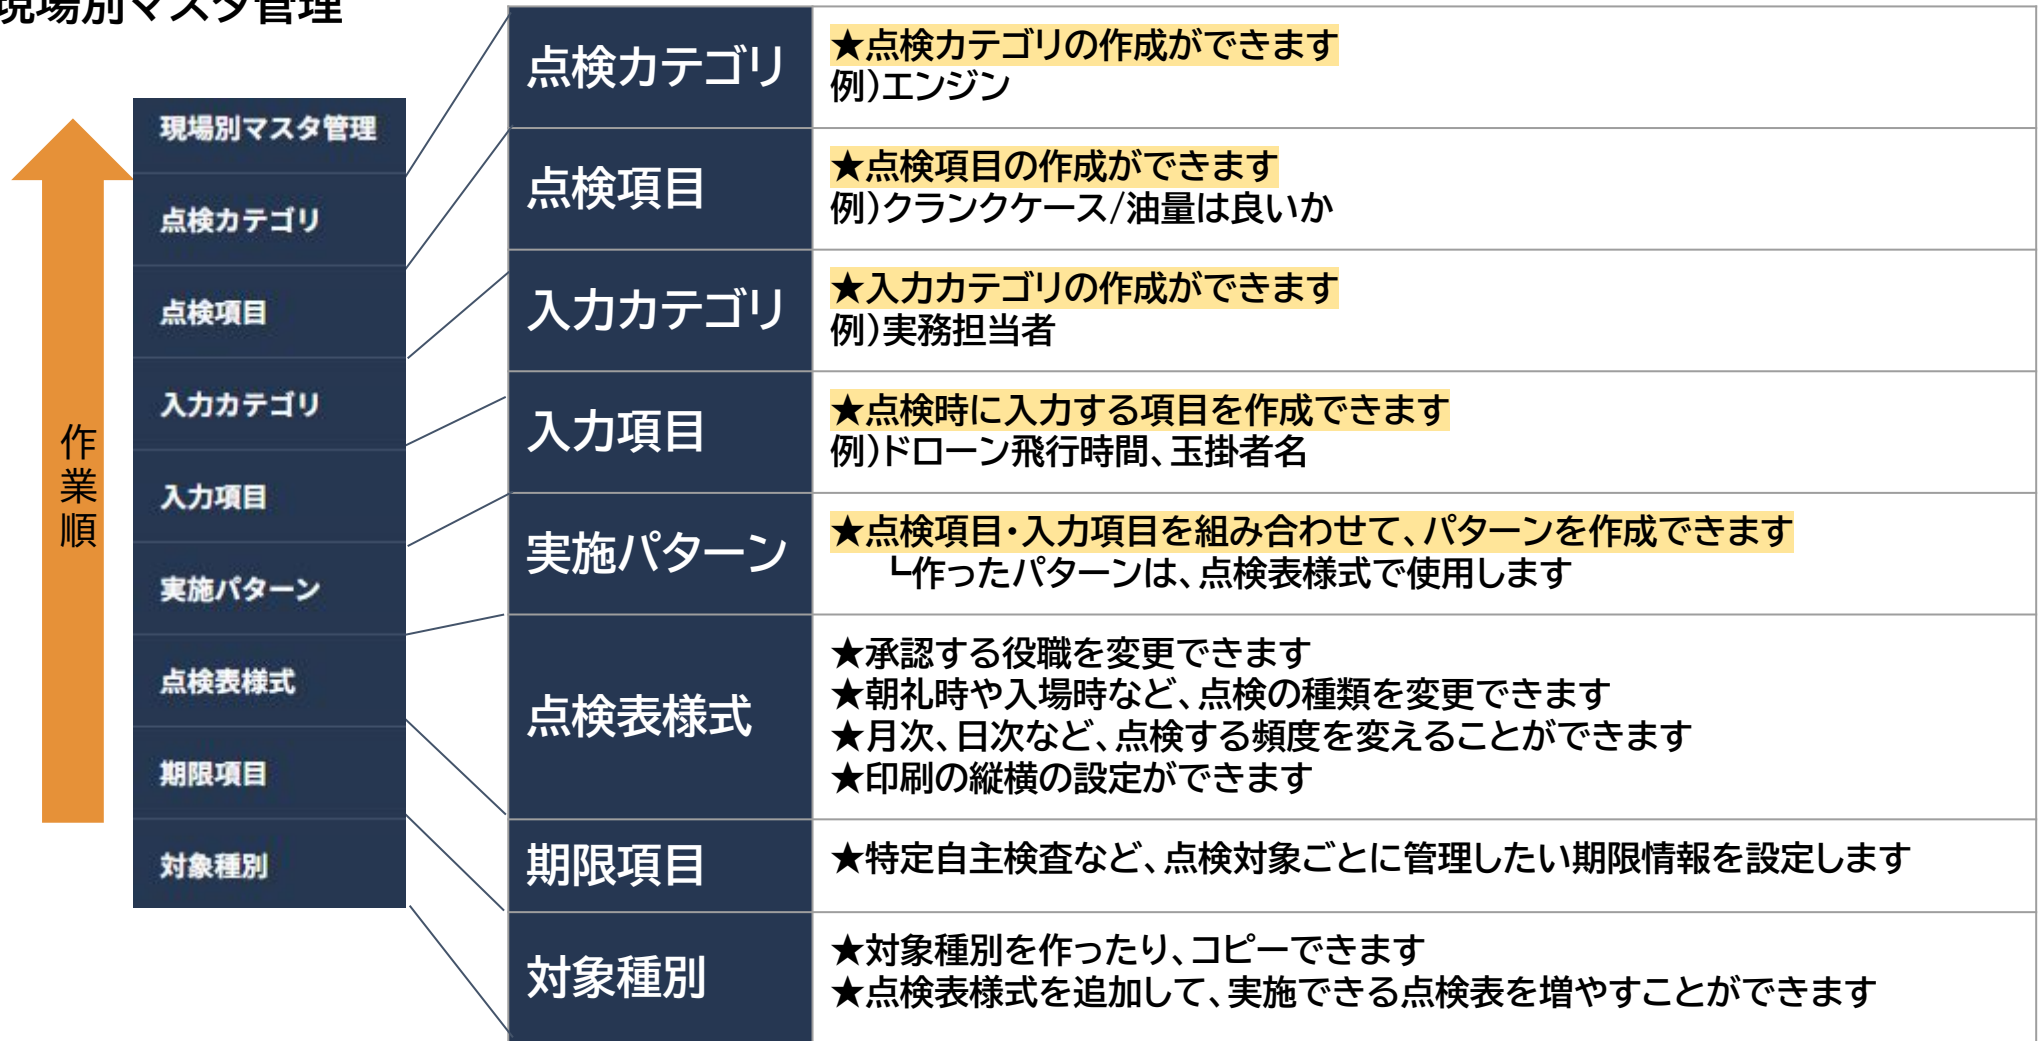 現場別マスタ管理
作業順
現場別マスタ管理
点検カテゴリ
点検項目
入力カテゴリ
入力項目
実施パターン
点検表様式
期限項目
対象種別
点検カテゴリ
★点検カテゴリの作成ができます
例)エンジン
点検項目
★点検項目の作成ができます
例)クランクケース/油量は良いか
入力カテゴリ
★入力カテゴリの作成ができます
例)実務担当者
入力項目
★点検時に入力する項目を作成できます
例)ドローン飛行時間、玉掛者名
実施パターン
★点検項目・入力項目を組み合わせて、パターンを作成できます
┗作ったパターンは、点検表様式で使用します
点検表様式
★承認する役職を変更できます
★朝礼時や入場時など、点検の種類を変更できます
★月次、日次など、点検する頻度を変えることができます
★印刷の縦横の設定ができます
期限項目
★特定自主検査など、点検対象ごとに管理したい期限情報を設定します
対象種別
★対象種別を作ったり、コピーできます
★点検表様式を追加して、実施できる点検表を増やすことができます